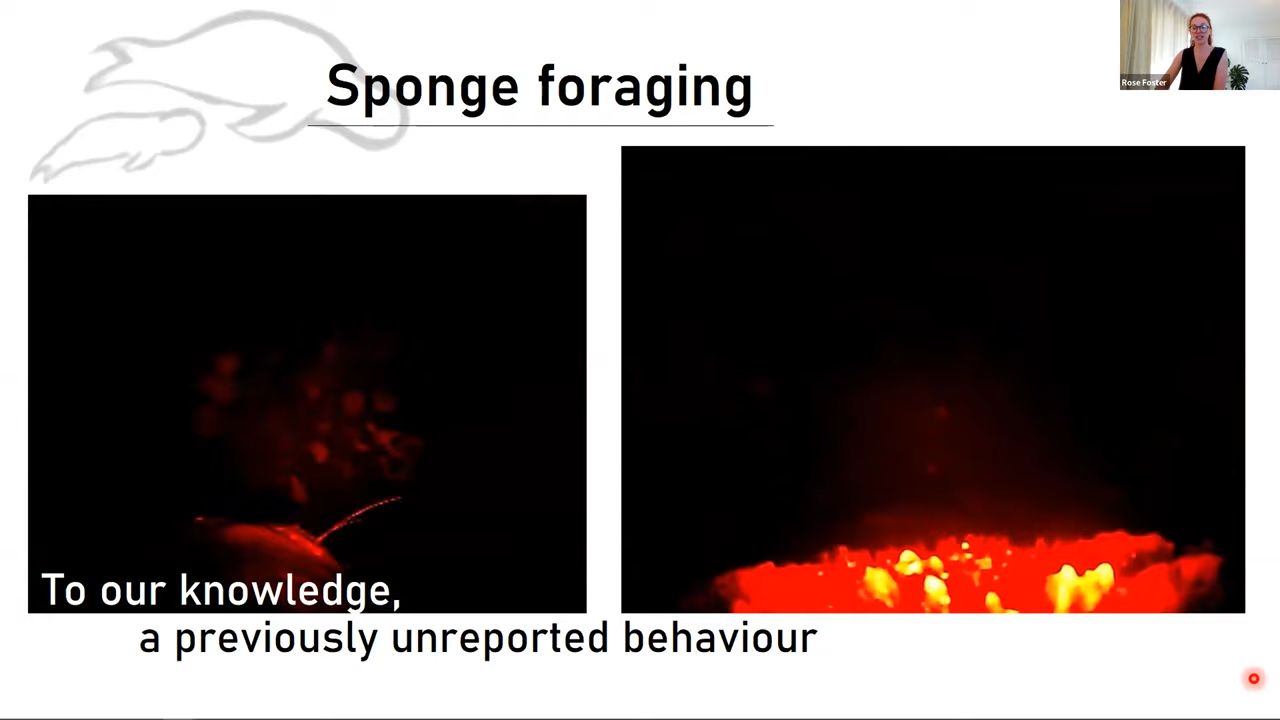 Sponge foraging
Rose Foster
To our knowledge,
a previously unreported behaviour